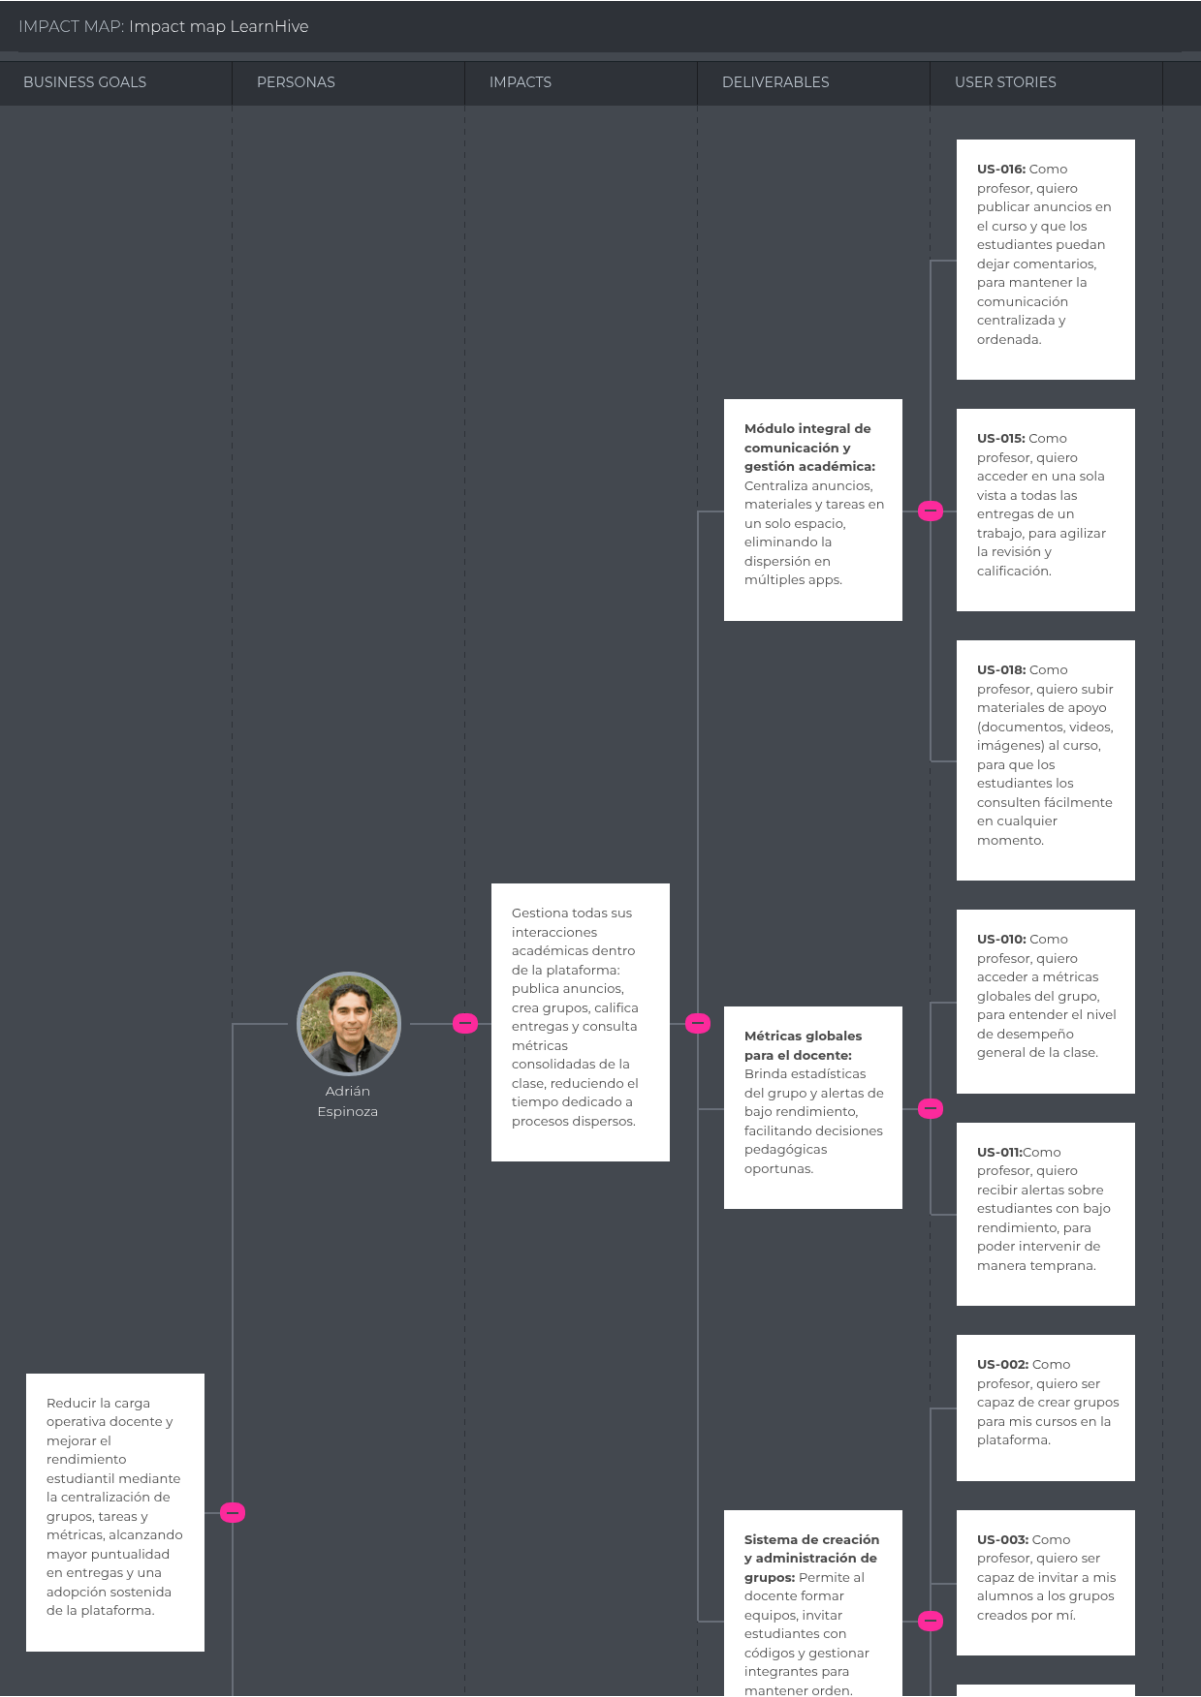 IMPACT MAP: Impact map LearnHive
BUSINESS GOALS
PERSONAS
IMPACTS
DELIVERABLES
USER STORIES
Reducir la carga
operativa docente y
mejorar el
rendimiento
estudiantil mediante
la centralización de
grupos, tareas y
métricas, alcanzando
mayor puntualidad
en entregas y una
adopción sostenida
de la plataforma.
Adrián
Espinoza
Gestiona todas sus
interacciones
académicas dentro
de la plataforma:
publica anuncios,
crea grupos, califica
entregas y consulta
métricas
consolidadas de la
clase, reduciendo el
tiempo dedicado a
procesos dispersos.
Módulo integral de
comunicación y
gestión académica:
Centraliza anuncios,
materiales y tareas en
un solo espacio,
eliminando la
dispersión en
múltiples apps.
US-016: Como
profesor, quiero
publicar anuncios en
el curso y que los
estudiantes puedan
dejar comentarios,
para mantener la
comunicación
centralizada y
ordenada.
US-015: Como
profesor, quiero
acceder en una sola
vista a todas las
entregas de un
trabajo, para agilizar
la revisión y
calificación.
US-018: Como
profesor, quiero subir
materiales de apoyo
(documentos, videos,
imágenes) al curso,
para que los
estudiantes los
consulten fácilmente
en cualquier
momento.
Métricas globales
para el docente:
Brinda estadísticas
del grupo y alertas de
bajo rendimiento,
facilitando decisiones
pedagógicas
oportunas.
US-010: Como
profesor, quiero
acceder a métricas
globales del grupo,
para entender el nivel
de desempeño
general de la clase.
US-011:Como
profesor, quiero
recibir alertas sobre
estudiantes con bajo
rendimiento, para
poder intervenir de
manera temprana.
Sistema de creación
y administración de
grupos: Permite al
docente formar
equipos, invitar
estudiantes con
códigos y gestionar
integrantes para
mantener orden.
US-002: Como
profesor, quiero ser
capaz de crear grupos
para mis cursos en la
plataforma.
US-003: Como
profesor, quiero ser
capaz de invitar a mis
alumnos a los grupos
creados por mí.